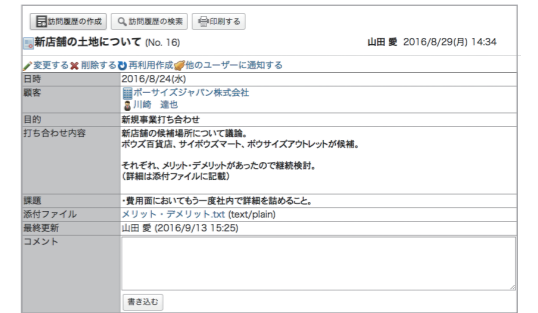 訪問履歴の作成 訪問履歴の検索 印刷する
新店舗の土地について (No. 16) 山田 愛 2016/8/29(月) 14:34
変更する 削除する 再利用作成 他のユーザーに通知する
日時 2016/8/24(水)
顧客 ボーサイズジャパン株式会社
川崎 達也
目的 新規事業打ち合わせ
打ち合わせ内容 新店舗の候補場所について議論。
ボウズ百貨店、サイボウズマート、ボウサイズアウトレットが候補。
それぞれ、メリット・デメリットがあったので継続検討。
(詳細は添付ファイルに記載)
課題 ・費用面においてもう一度社内で詳細を詰めること。
添付ファイル メリット・デメリット.txt (text/plain)
最終更新 山田 愛 (2016/9/13 15:25)
コメント
書き込む